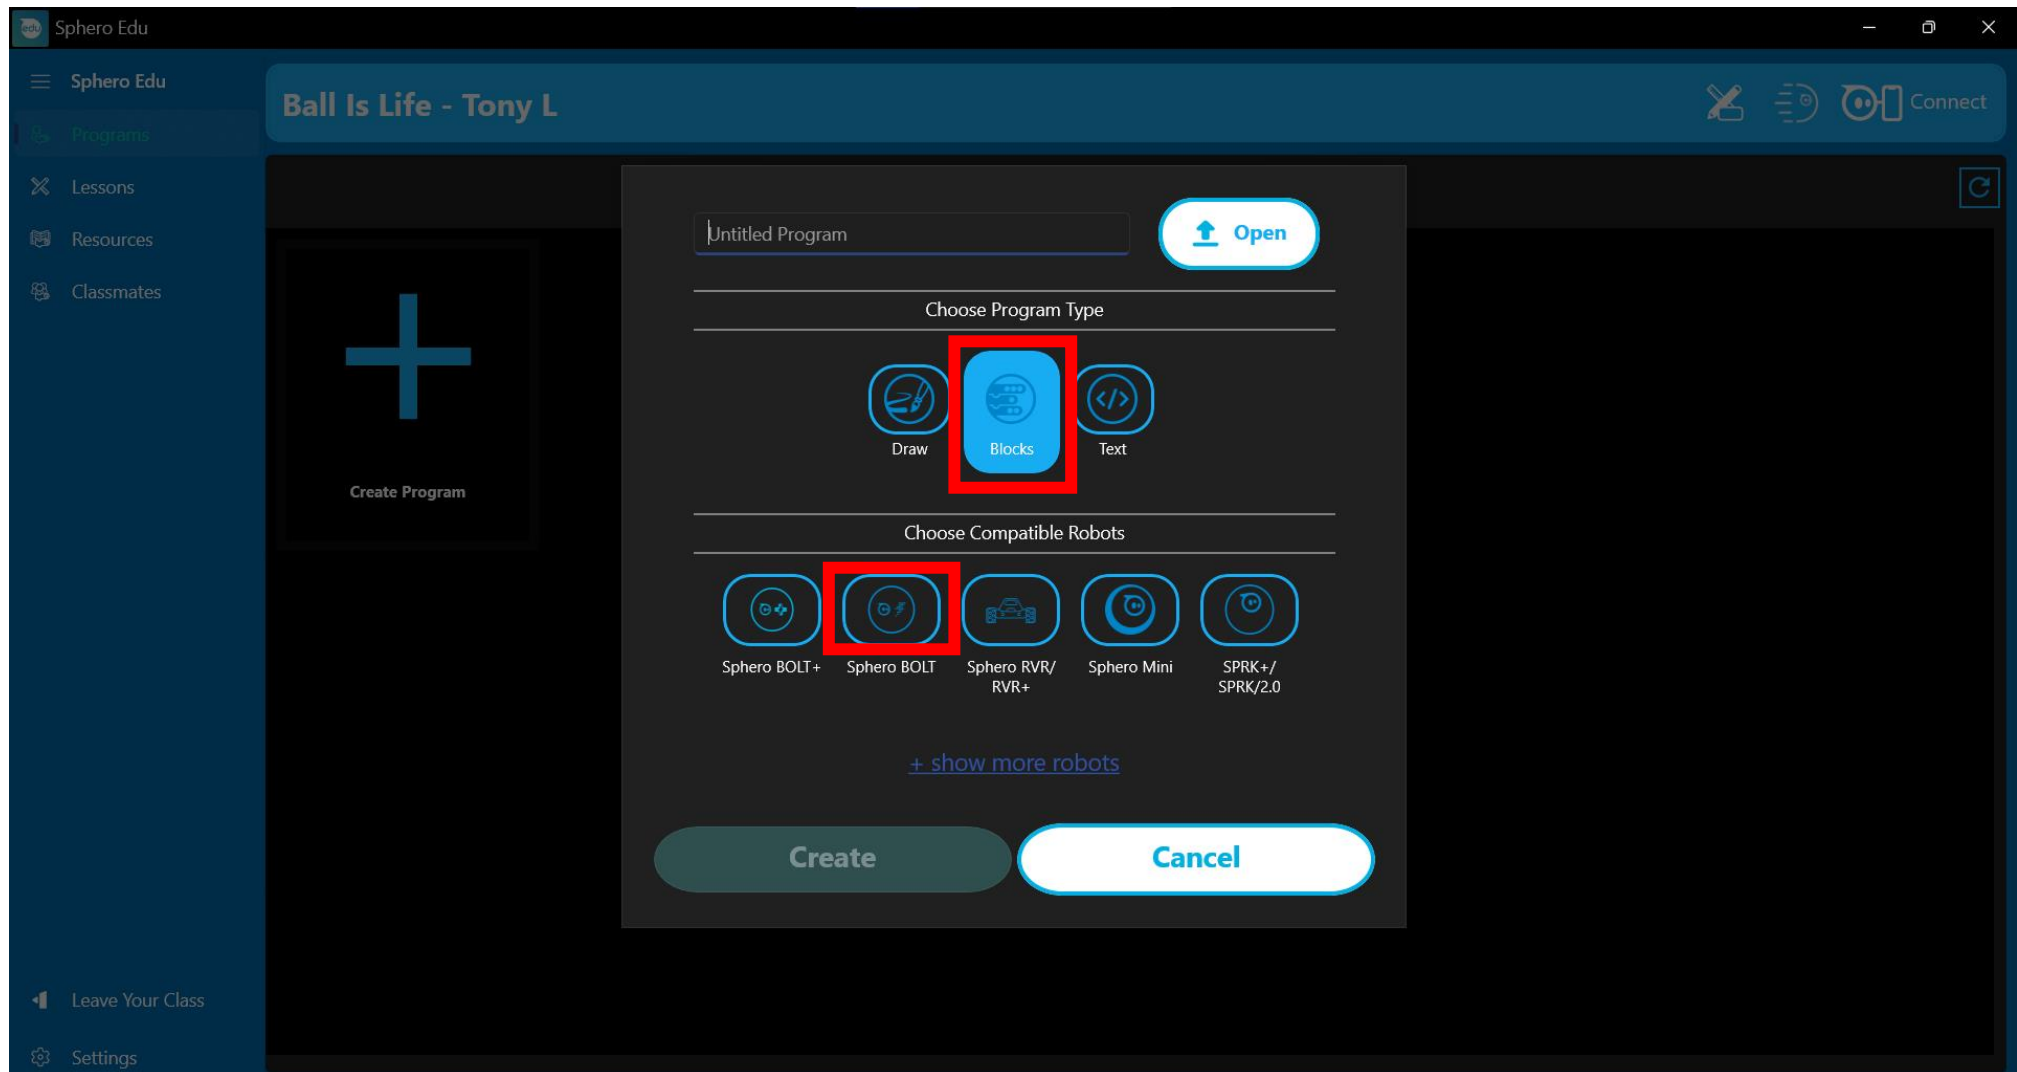 edu
Sphero Edu
Sphero Edu
Programs
Lessons
Resources
Classmates
Leave Your Class
Settings
Ball Is Life - Tony L
Connect
Create Program
Untitled Program
Open
Choose Program Type
Draw
Blocks
Text
Choose Compatible Robots
Sphero BOLT+
Sphero BOLT
Sphero RVR/
RVR+
Sphero Mini
SPRK+/
SPRK/2.0
+ show more robots
Create
Cancel